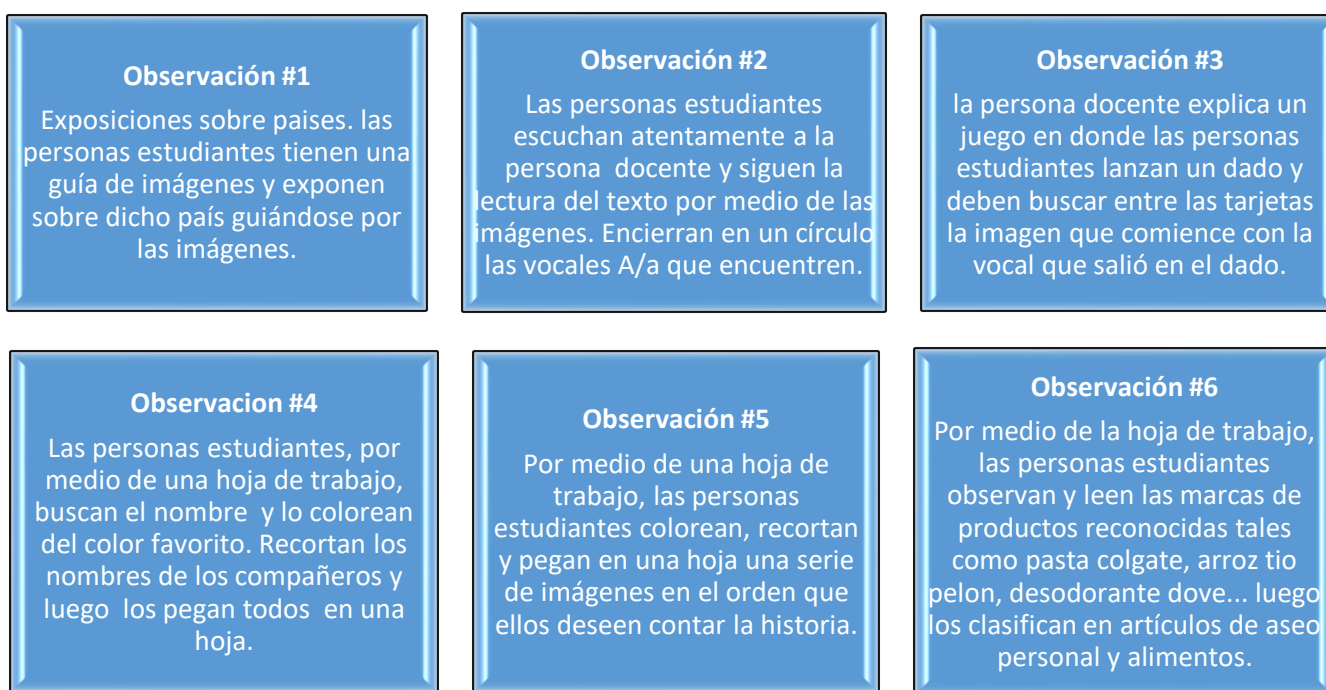 Observación #1
Exposiciones sobre paises. las
personas estudiantes tienen una
guía de imágenes y exponen
sobre dicho país guiándose por
las imágenes.
Observación #2
Las personas estudiantes
escuchan atentamente a la
persona docente y siguen la
lectura del texto por medio de las
imágenes. Encierran en un círculo
las vocales A/a que encuentren.
Observación #3
la persona docente explica un
juego en donde las personas
estudiantes lanzan un dado y
deben buscar entre las tarjetas
la imagen que comience con la
vocal que salió en el dado.
Observacion #4
Las personas estudiantes, por
medio de una hoja de trabajo,
buscan el nombre y lo colorean
del color favorito. Recortan los
nombres de los compañeros y
luego los pegan todos en una
hoja.
Observación #5
Por medio de una hoja de
trabajo, las personas
estudiantes colorean, recortan
y pegan en una hoja una serie
de imágenes en el orden que
ellos deseen contar la historia.
Observación #6
Por medio de la hoja de trabajo,
las personas estudiantes
observan y leen las marcas de
productos reconocidas tales
como pasta colgate, arroz tio
pelon, desodorante dove... luego
los clasifican en artículos de aseo
personal y alimentos.